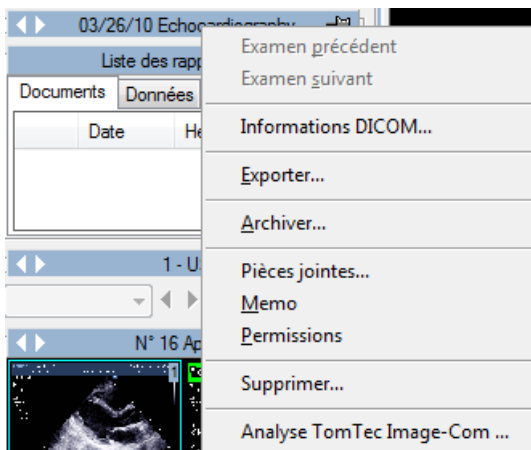 03/26/10 Echocardiography
Liste des rapp
Documents Données
Date He
1 - U
N° 16 Ap
1
Examen précédent
Examen suivant
Informations DICOM...
Exporter...
Archiver...
Pièces jointes...
Memo
Permissions
Supprimer...
Analyse TomTec Image-Com ...